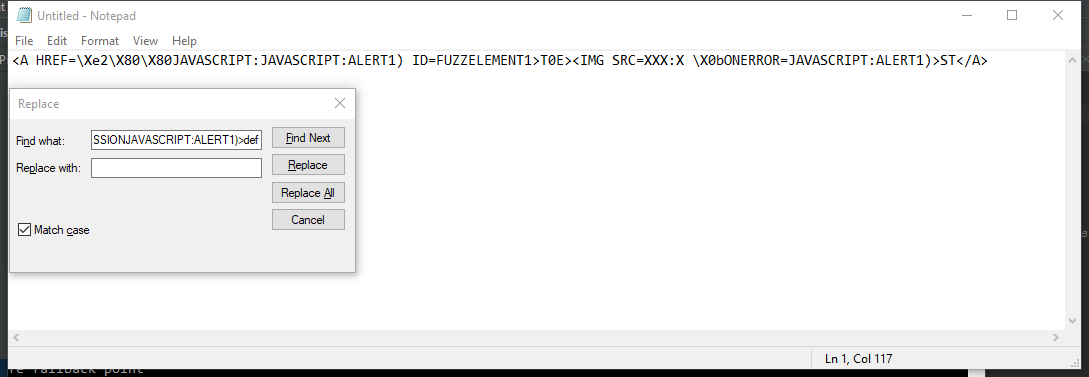 Untitled - Notepad
File Edit Format View Help
<A HREF=\Xe2\X80\X80JAVASCRIPT:JAVASCRIPT:ALERT1) ID=FUZZELEMENT1>T0E><IMG SRC=XXX:X \X0bONERROR=JAVASCRIPT:ALERT1)>ST</A>
Replace
Find what: SSIONJAVASCRIPT:ALERT1)>def Find Next
Replace with: Replace
Replace All
Cancel
Match case
Ln 1, Col 117
re fallback point